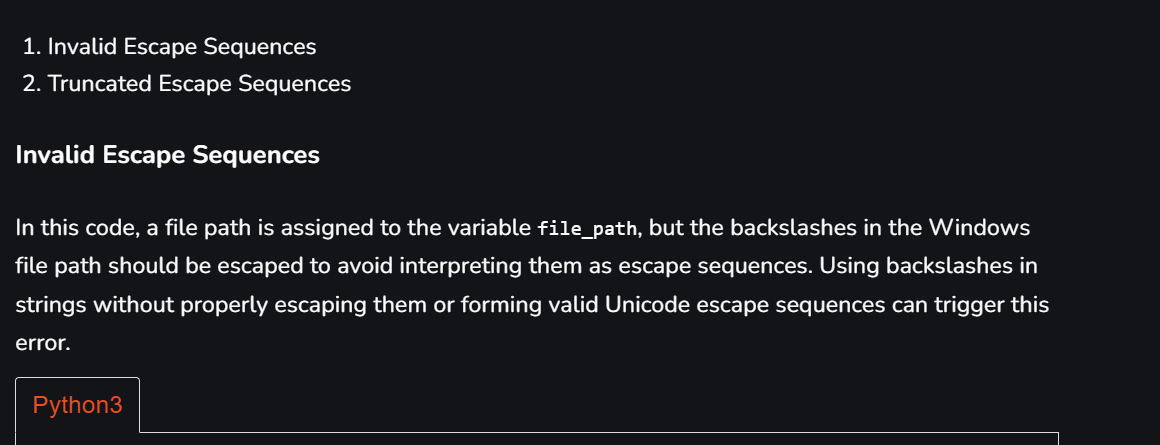 1. Invalid Escape Sequences
2. Truncated Escape Sequences
Invalid Escape Sequences
In this code, a file path is assigned to the variable file_path, but the backslashes in the Windows
file path should be escaped to avoid interpreting them as escape sequences. Using backslashes in
strings without properly escaping them or forming valid Unicode escape sequences can trigger this
error.
Python3